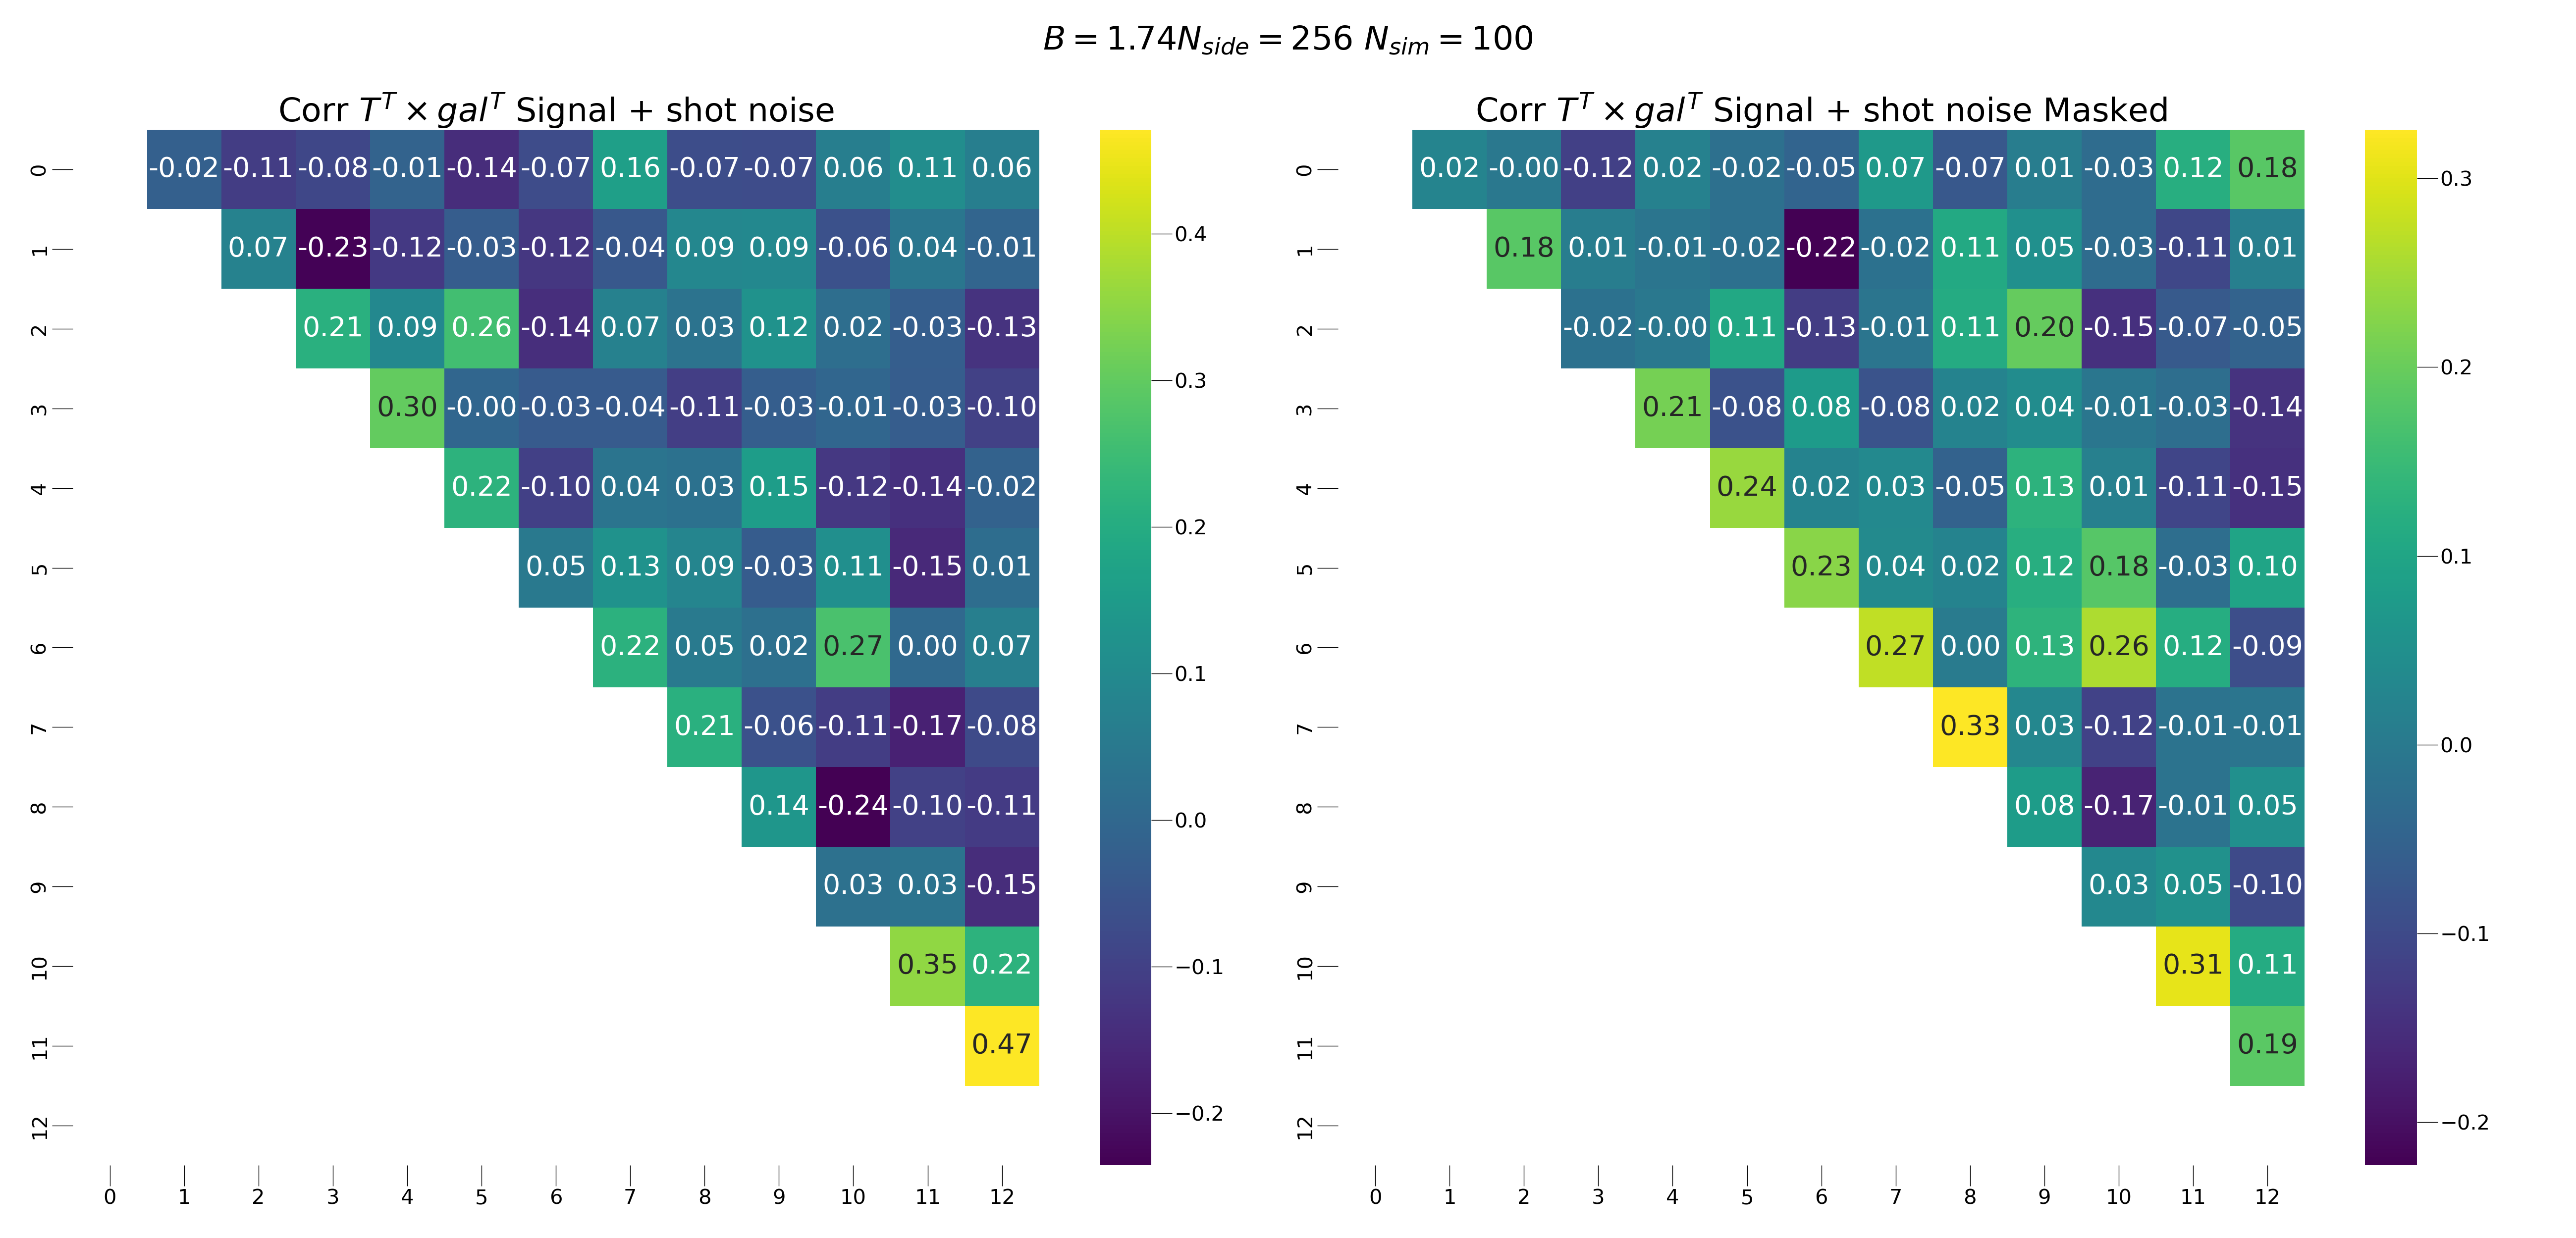 B = 1.74N_side = 256 N_sim = 100
Corr T^T × gal^T Signal + shot noise
0 -0.02 -0.11 -0.08 -0.01 -0.14 -0.07 0.16 -0.07 -0.07 0.06 0.11 0.06
1 0.07 -0.23 -0.12 -0.03 -0.12 -0.04 0.09 0.09 -0.06 0.04 -0.01
2 0.21 0.09 0.26 -0.14 0.07 0.03 0.12 0.02 -0.03 -0.13
3 0.30 -0.00 -0.03 -0.04 -0.11 -0.03 -0.01 -0.03 -0.10
4 0.22 -0.10 0.04 0.03 0.15 -0.12 -0.14 -0.02
5 0.05 0.13 0.09 -0.03 0.11 -0.15 0.01
6 0.22 0.05 0.02 0.27 0.00 0.07
7 0.21 -0.06 -0.11 -0.17 -0.08
8 0.14 -0.24 -0.10 -0.11
9 0.03 0.03 -0.15
10 0.35 0.22
11 0.47
12
0 1 2 3 4 5 6 7 8 9 10 11 12
0.4
0.3
0.2
0.1
0.0
−0.1
−0.2
Corr T^T × gal^T Signal + shot noise Masked
0 0.02 -0.00 -0.12 0.02 -0.02 -0.05 0.07 -0.07 0.01 -0.03 0.12 0.18
1 0.18 0.01 -0.01 -0.02 -0.22 -0.02 0.11 0.05 -0.03 -0.11 0.01
2 -0.02 -0.00 0.11 -0.13 -0.01 0.11 0.20 -0.15 -0.07 -0.05
3 0.21 -0.08 0.08 -0.08 0.02 0.04 -0.01 -0.03 -0.14
4 0.24 0.02 0.03 -0.05 0.13 0.01 -0.11 -0.15
5 0.23 0.04 0.02 0.12 0.18 -0.03 0.10
6 0.27 0.00 0.13 0.26 0.12 -0.09
7 0.33 0.03 -0.12 -0.01 -0.01
8 0.08 -0.17 -0.01 0.05
9 0.03 0.05 -0.10
10 0.31 0.11
11 0.19
12
0 1 2 3 4 5 6 7 8 9 10 11 12
0.3
0.2
0.1
0.0
−0.1
−0.2